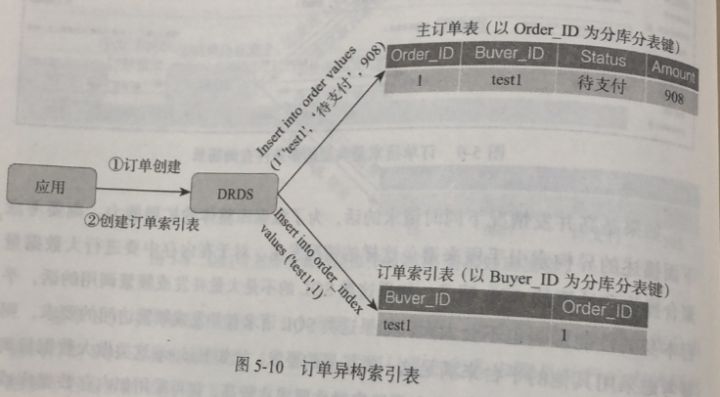 主订单表（以 Order_ID 为分库分表键）
Order_ID Buver_ID Status Amount
1 test1 待支付 908
Insert into order values
(1,'test1', '待支付', 908)
①订单创建
应用
DRDS
②创建订单索引表
Insert into order_index
values ('test1',1)
订单索引表（以 Buyer_ID 为分库分表键）
Buver_ID Order_ID
test1 1
图 5-10 订单异构索引表